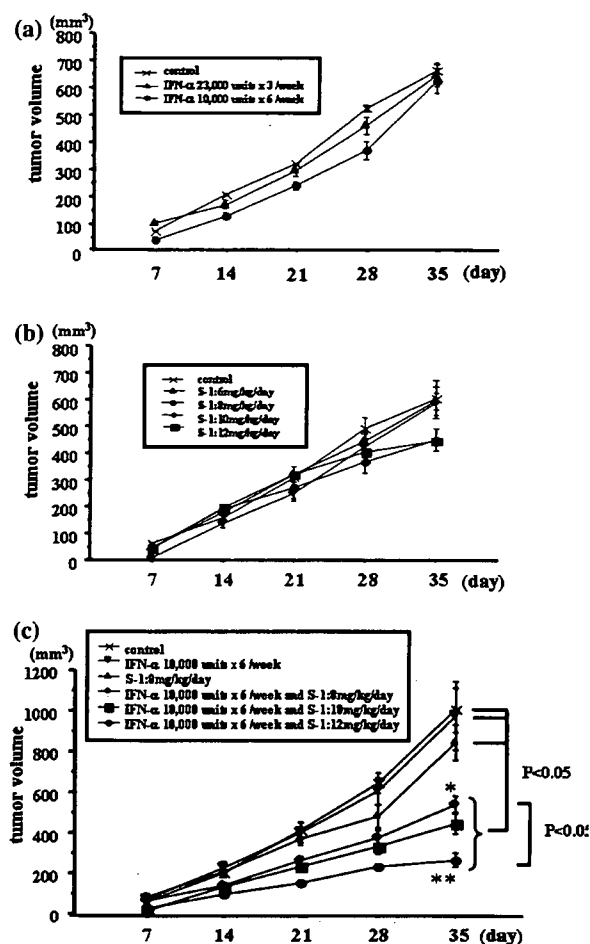 (a)
(mm³)
800
700
600
500
400
300
200
100
0
tumor volume
control
IFN-α 23,000 units x 3 /week
IFN-α 10,000 units x 6 /week
7 14 21 28 35 (day)
(b)
(mm³)
800
700
600
500
400
300
200
100
0
tumor volume
control
S-1:6mg/kg/day
S-1:8mg/kg/day
S-1:10mg/kg/day
S-1:12mg/kg/day
7 14 21 28 35 (day)
(c)
(mm³)
1200
1000
800
600
400
200
0
tumor volume
control
IFN-α 10,000 units x 6 /week
S-1:8mg/kg/day
IFN-α 10,000 units x 6 /week and S-1:8mg/kg/day
IFN-α 10,000 units x 6 /week and S-1:10mg/kg/day
IFN-α 10,000 units x 6 /week and S-1:12mg/kg/day
P<0.05
*
P<0.05
**
7 14 21 28 35 (day)